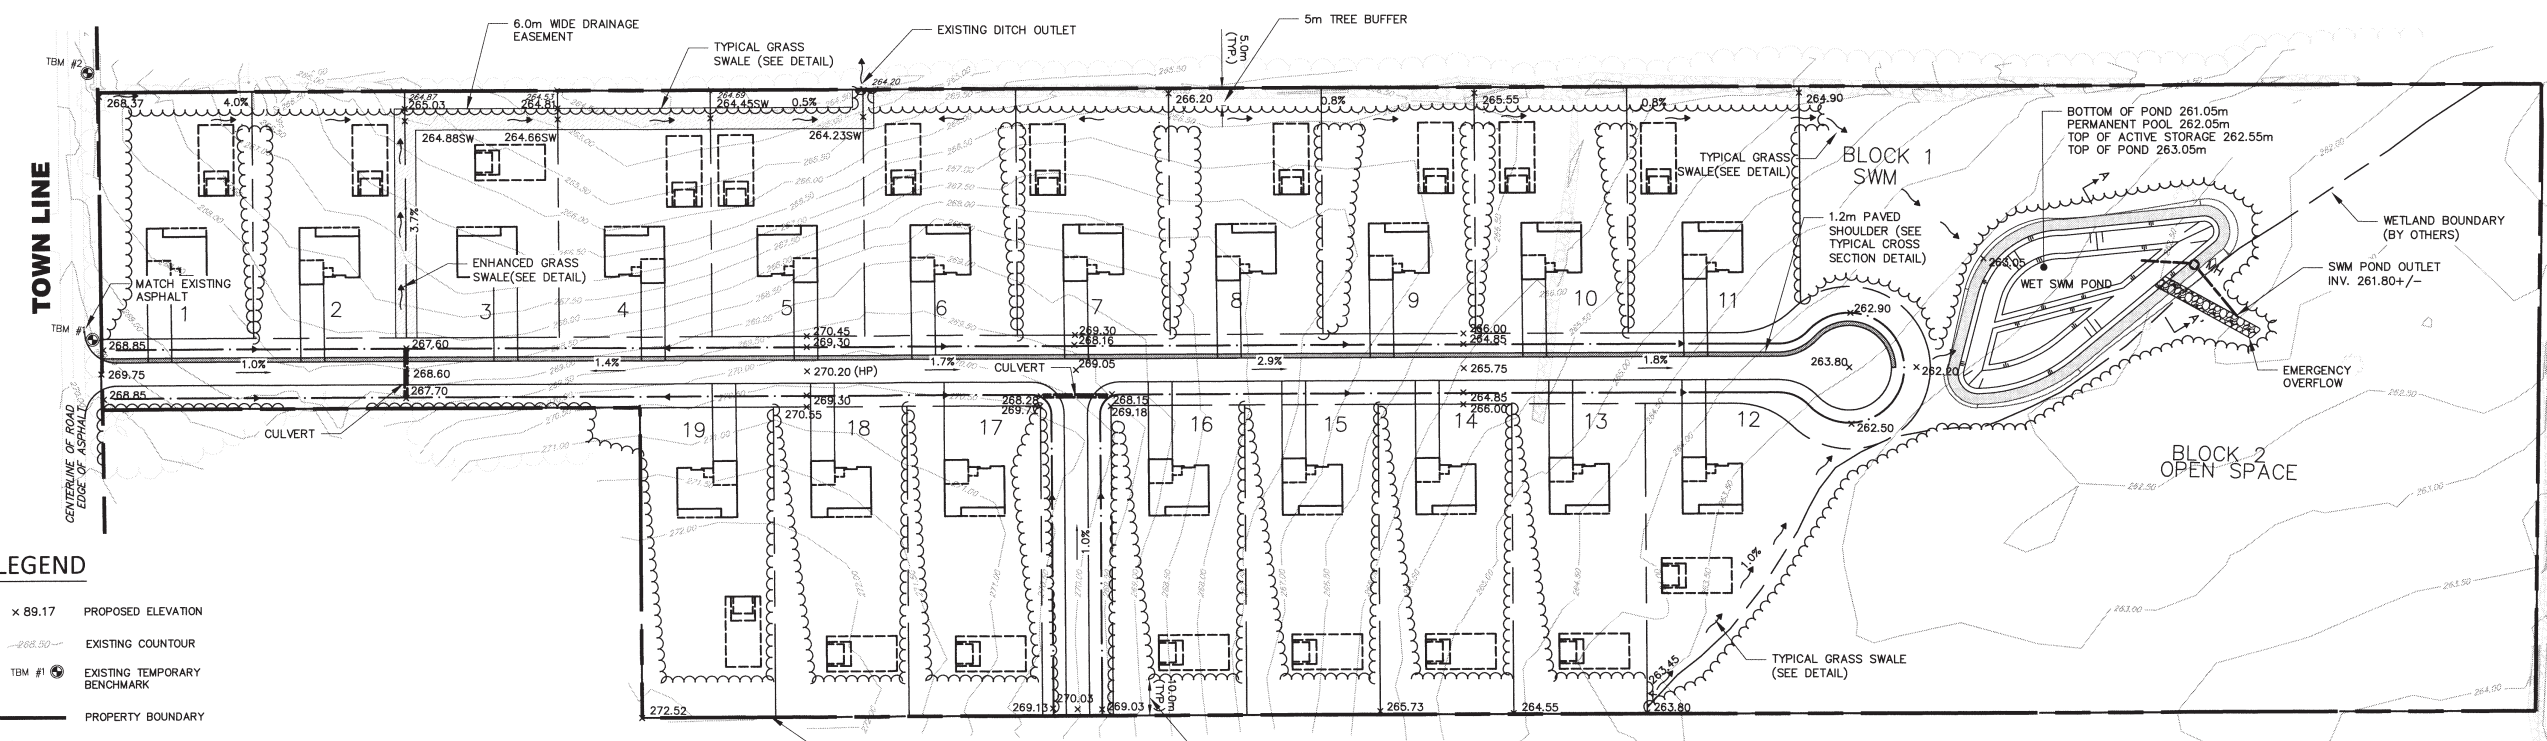 6.0m WIDE DRAINAGE
EASEMENT
TYPICAL GRASS
SWALE (SEE DETAIL)
EXISTING DITCH OUTLET
5.0m
(TYP.)
5m TREE BUFFER
TBM #2
264.20
268.37
4.0%
264.87
265.03
264.81
264.69
264.45SW
0.5%
266.20
0.8%
265.55
0.8%
264.90
264.88SW
264.66SW
264.23SW
BOTTOM OF POND 261.05m
PERMANENT POOL 262.05m
TOP OF ACTIVE STORAGE 262.55m
TOP OF POND 263.05m
TYPICAL GRASS
SWALE(SEE DETAIL)
BLOCK 1
SWM
TOWN LINE
3.7%
1.2m PAVED
SHOULDER (SEE
TYPICAL CROSS
SECTION DETAIL)
WETLAND BOUNDARY
(BY OTHERS)
ENHANCED GRASS
SWALE(SEE DETAIL)
263.05
WET SWM POND
MH
A
A'
SWM POND OUTLET
INV. 261.80+/-
MATCH EXISTING
ASPHALT
1
2
3
4
5
6
7
8
9
10
11
TBM #1
268.85
267.60
270.45
269.30
269.30
268.16
266.00
264.85
262.90
1.0%
1.4%
1.7%
2.9%
1.8%
269.75
268.60
270.20 (HP)
CULVERT
269.05
265.75
263.80
262.20
EMERGENCY
OVERFLOW
268.85
267.70
269.30
270.55
268.28
269.77
268.15
269.18
264.85
266.00
262.50
CULVERT
19
18
17
16
15
14
13
12
CENTERLINE OF ROAD
EDGE OF ASPHALT
BLOCK 2
OPEN SPACE
1.0%
1.0%
LEGEND
× 89.17 PROPOSED ELEVATION
268.50 EXISTING COUNTOUR
TBM #1 EXISTING TEMPORARY
BENCHMARK
PROPERTY BOUNDARY
TYPICAL GRASS SWALE
(SEE DETAIL)
263.45
272.52
269.13
270.03
269.03
10.00m
(TYP.)
265.73
264.55
263.80